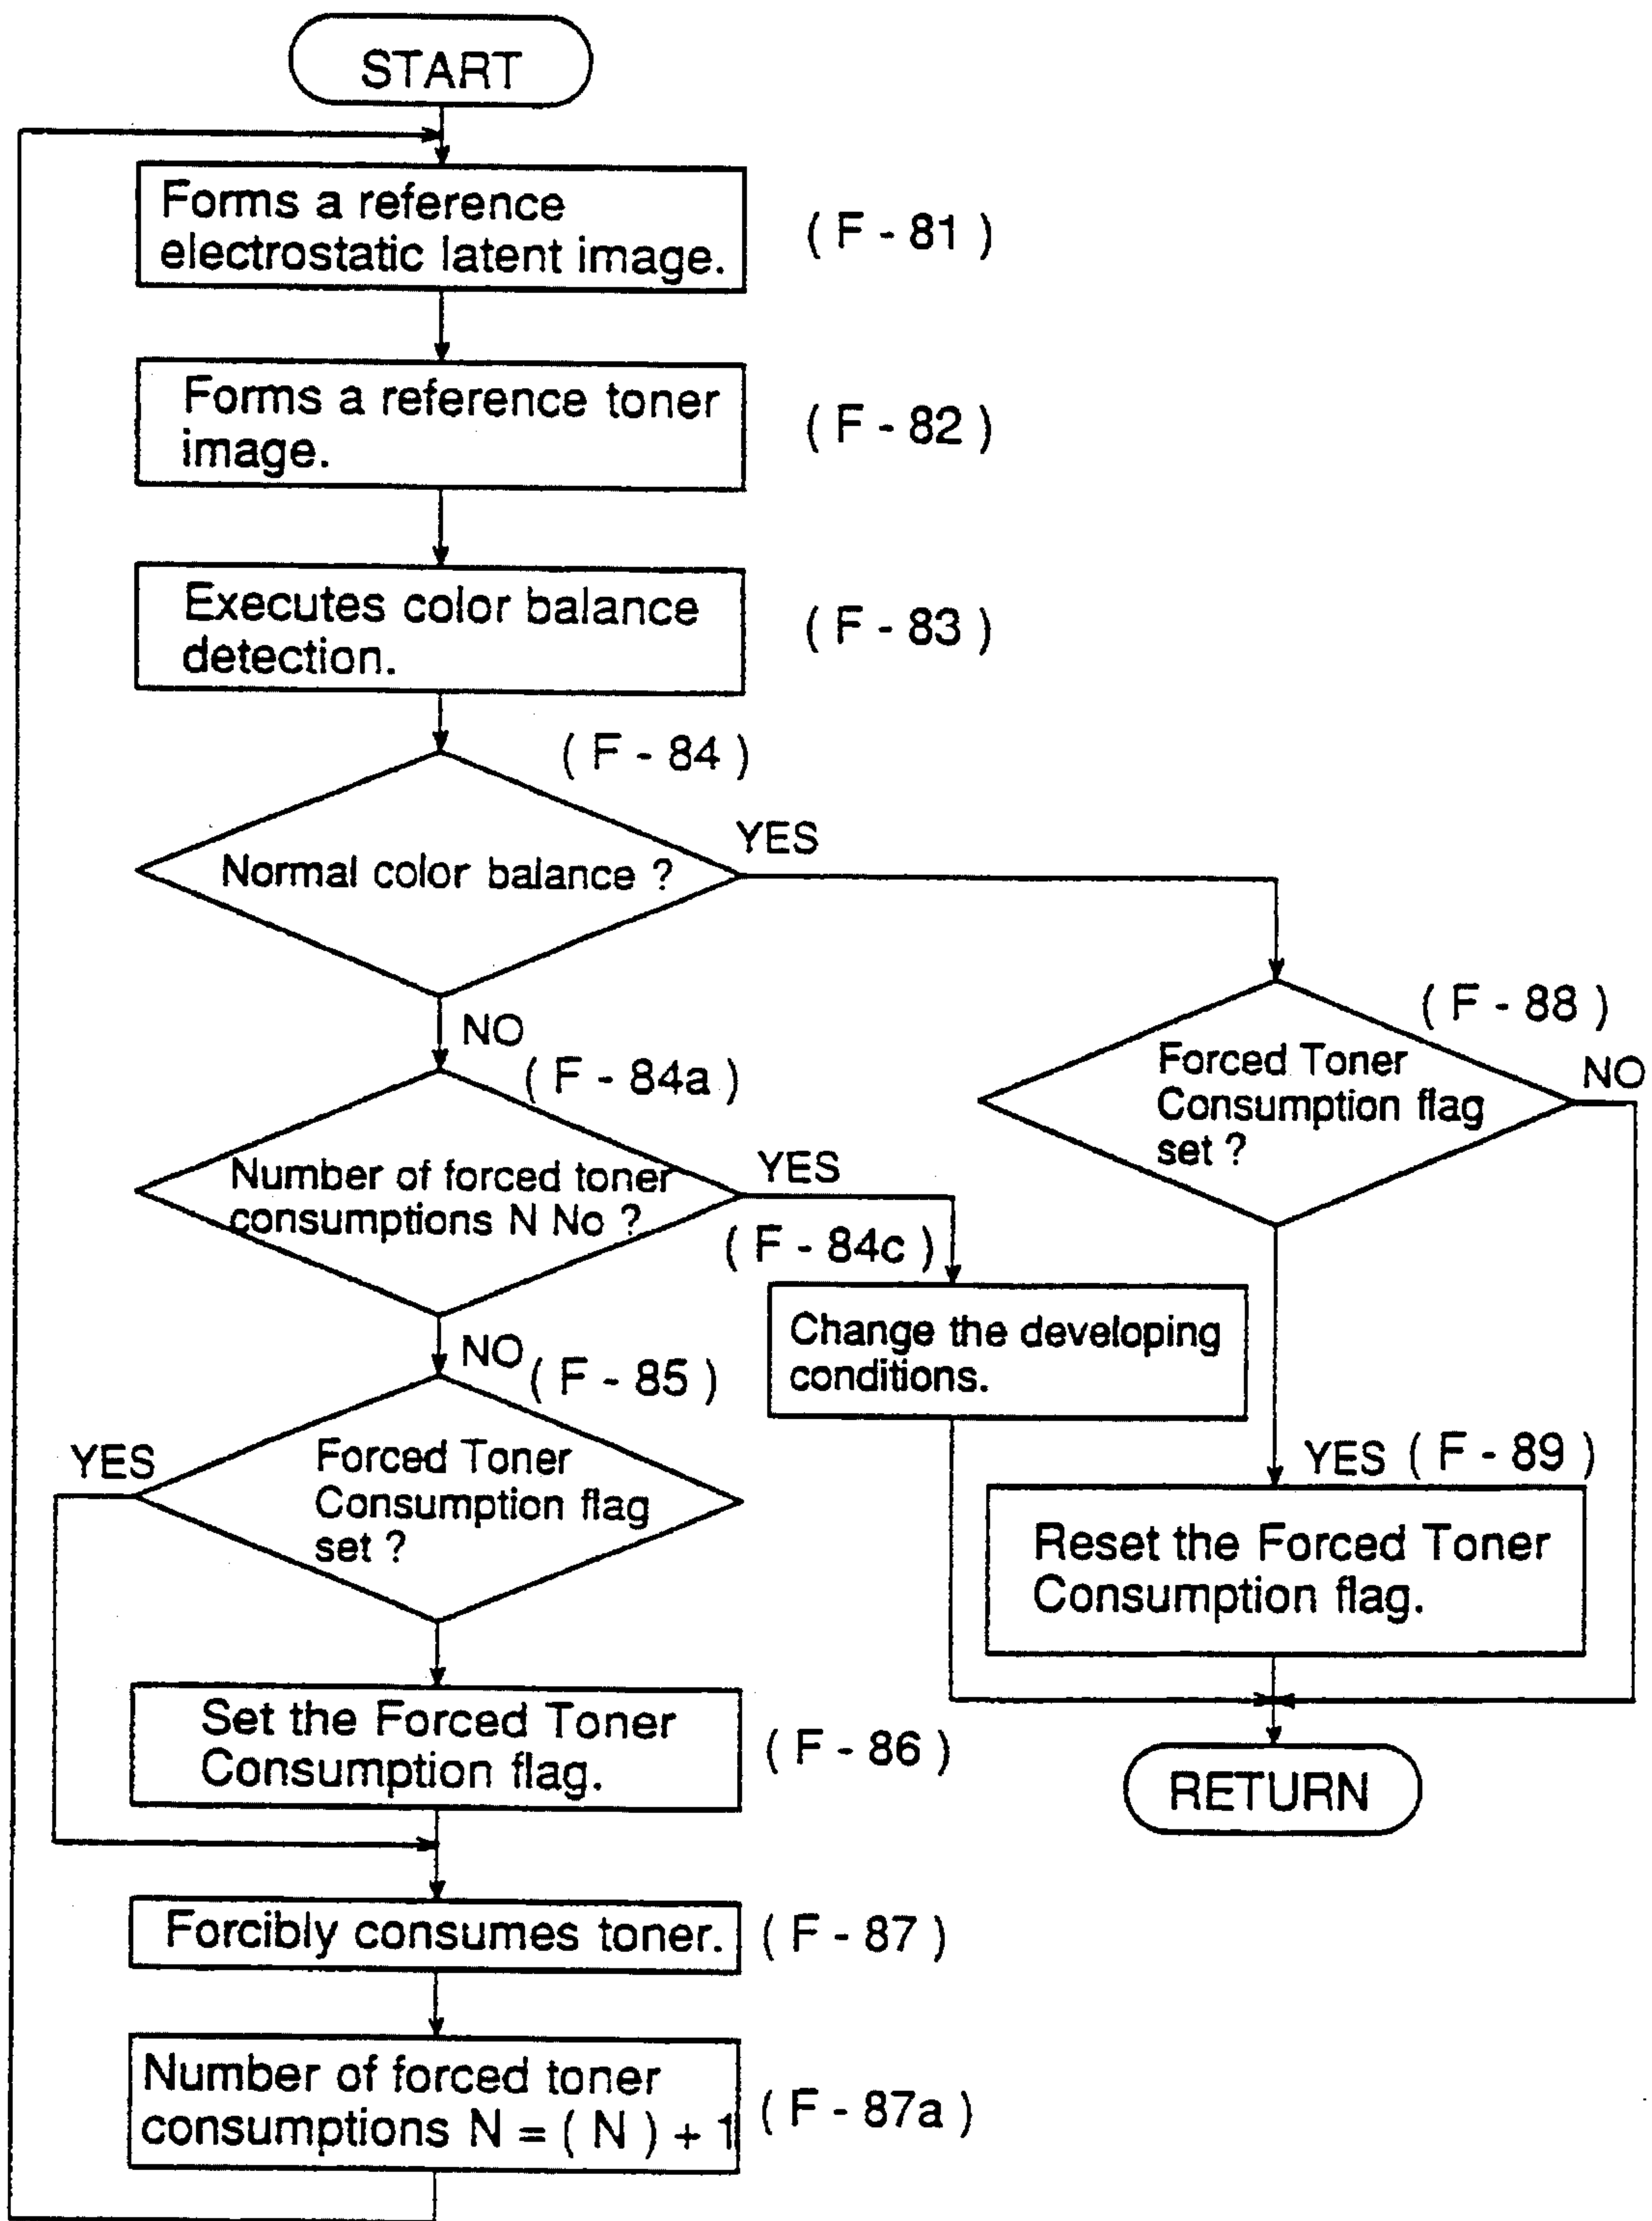 START
Forms a reference
electrostatic latent image.
( F - 81 )
Forms a reference toner
image.
( F - 82 )
Executes color balance
detection.
( F - 83 )
( F - 84 )
Normal color balance ?
YES
NO
( F - 84a )
Number of forced toner
consumptions N No ?
YES
( F - 84c )
Change the developing
conditions.
NO
( F - 85 )
YES
Forced Toner
Consumption flag
set ?
Set the Forced Toner
Consumption flag.
( F - 86 )
Forcibly consumes toner.
( F - 87 )
Number of forced toner
consumptions N = ( N ) + 1
( F - 87a )
( F - 88 )
Forced Toner
Consumption flag
set ?
NO
YES
( F - 89 )
Reset the Forced Toner
Consumption flag.
RETURN